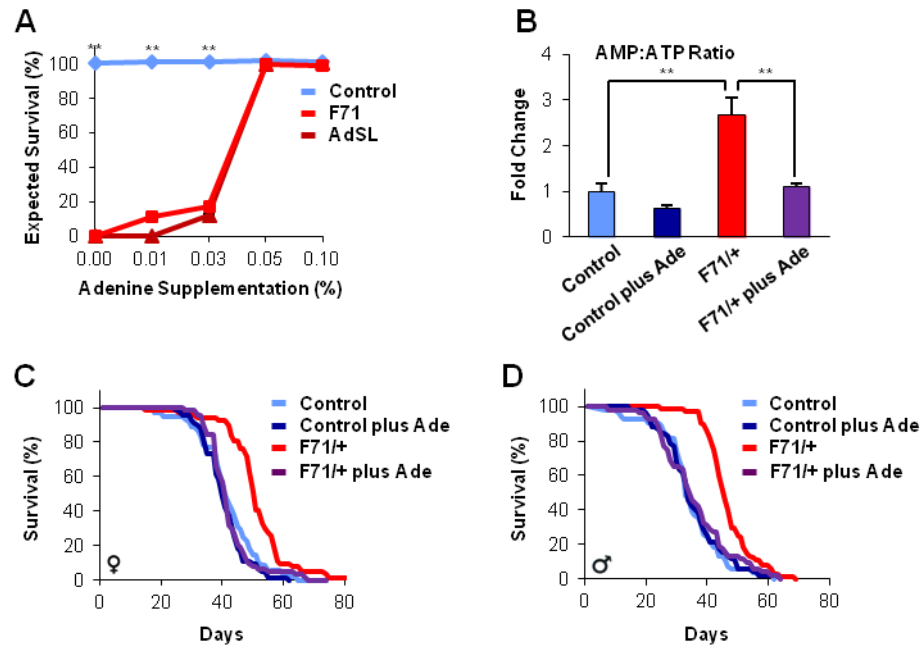 A
** ** **
100
80
60
40
20
0
Expected Survival (%)
Control
F71
AdSL
0.00 0.01 0.03 0.05 0.10
Adenine Supplementation (%)
B
AMP:ATP Ratio
** **
4
3
2
1
0
Fold Change
Control
Control plus Ade
F71/+
F71/+ plus Ade
C
100
80
60
40
20
0
Survival (%)
Control
Control plus Ade
F71/+
F71/+ plus Ade
♀
0 20 40 60 80
Days
D
100
80
60
40
20
0
Survival (%)
Control
Control plus Ade
F71/+
F71/+ plus Ade
♂
0 20 40 60 80
Days